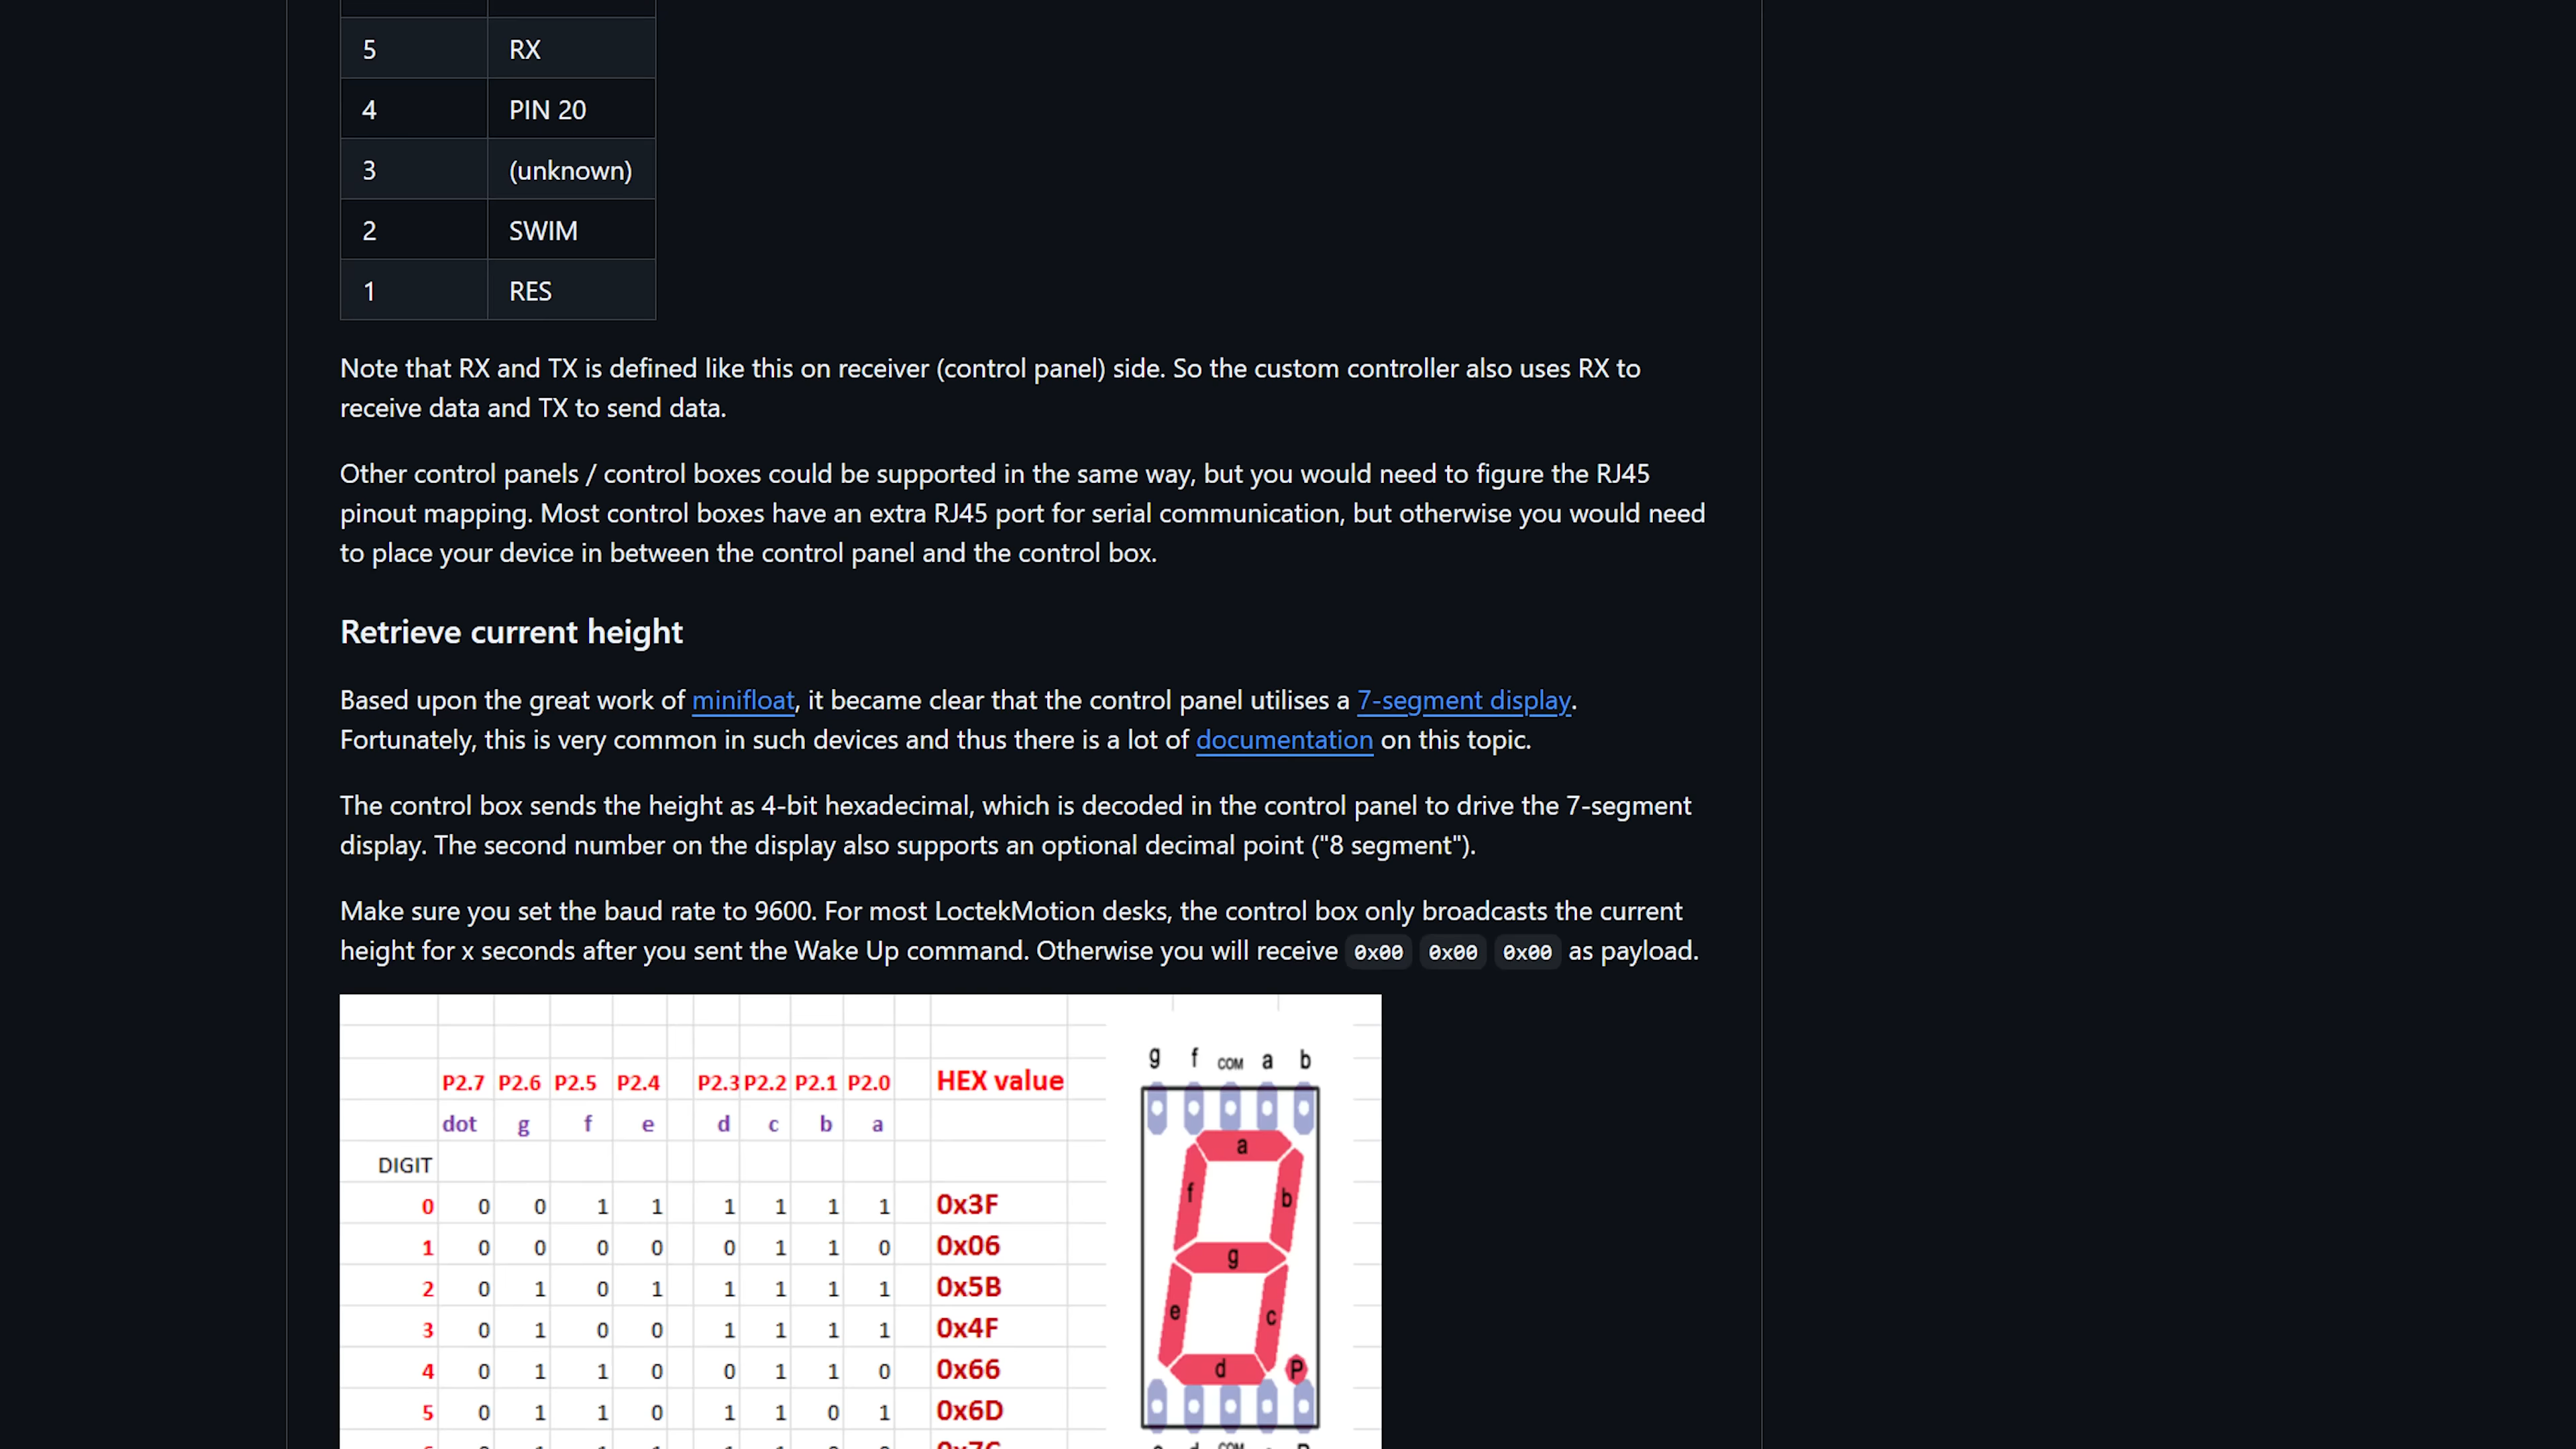 5 RX
4 PIN 20
3 (unknown)
2 SWIM
1 RES
Note that RX and TX is defined like this on receiver (control panel) side. So the custom controller also uses RX to
receive data and TX to send data.
Other control panels / control boxes could be supported in the same way, but you would need to figure the RJ45
pinout mapping. Most control boxes have an extra RJ45 port for serial communication, but otherwise you would need
to place your device in between the control panel and the control box.
Retrieve current height
Based upon the great work of minifloat, it became clear that the control panel utilises a 7-segment display.
Fortunately, this is very common in such devices and thus there is a lot of documentation on this topic.
The control box sends the height as 4-bit hexadecimal, which is decoded in the control panel to drive the 7-segment
display. The second number on the display also supports an optional decimal point ("8 segment").
Make sure you set the baud rate to 9600. For most LoctekMotion desks, the control box only broadcasts the current
height for x seconds after you sent the Wake Up command. Otherwise you will receive 0x00 0x00 0x00 as payload.
P2.7 P2.6 P2.5 P2.4 P2.3 P2.2 P2.1 P2.0 HEX value
dot g f e d c b a
DIGIT
0 0 0 1 1 1 1 1 1 0x3F
1 0 0 0 0 0 1 1 0 0x06
2 0 1 0 1 1 1 1 1 0x5B
3 0 1 0 0 1 1 1 1 0x4F
4 0 1 1 0 0 1 1 0 0x66
5 0 1 1 0 1 1 0 1 0x6D
g f COM a b
a
f b
g
e c
d P